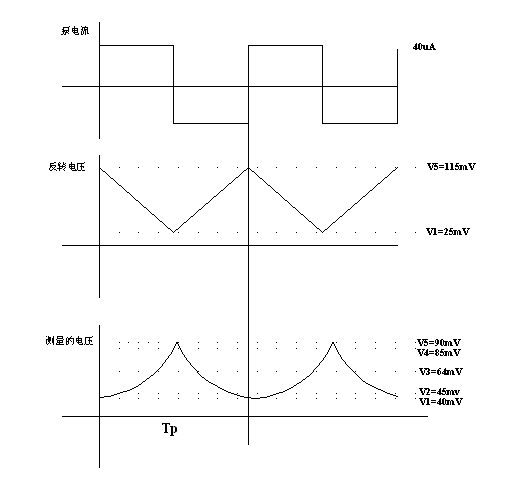 泵电流
40uA
反转电压
V5=115mV
V1=25mV
测量的电压
V5=90mV
V4=85mV
V3=64mV
V2=45mv
V1=40mV
Tp